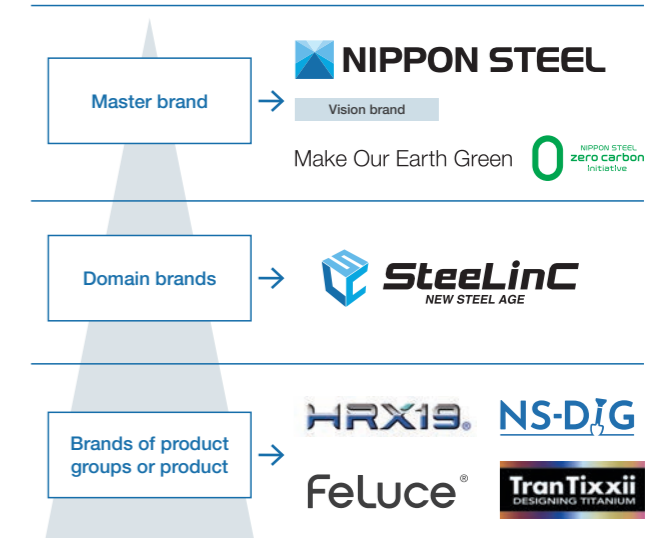 Master brand
NIPPON STEEL
Vision brand
Make Our Earth Green
NIPPON STEEL
zero carbon
initiative
Domain brands
SteeLinC
NEW STEEL AGE
Brands of product
groups or product
HRX19®
NS-DiG
FeLuce®
TranTixxii
DESIGNING TITANIUM